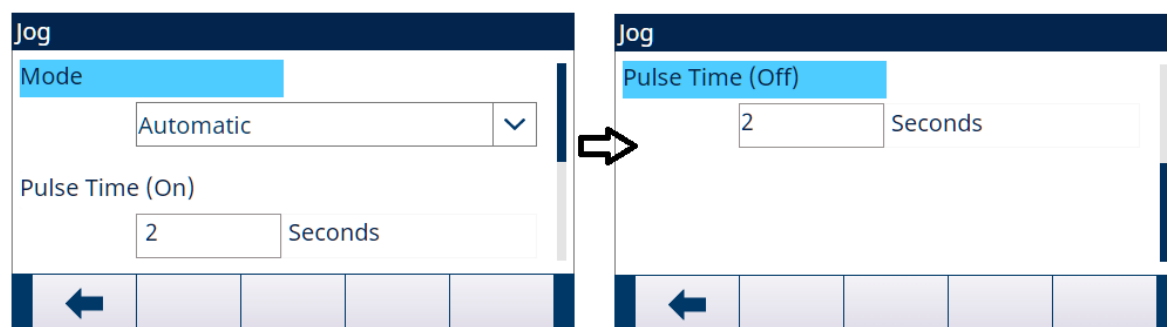 Jog
Mode
Automatic
Pulse Time (On)
2 Seconds
Jog
Pulse Time (Off)
2 Seconds